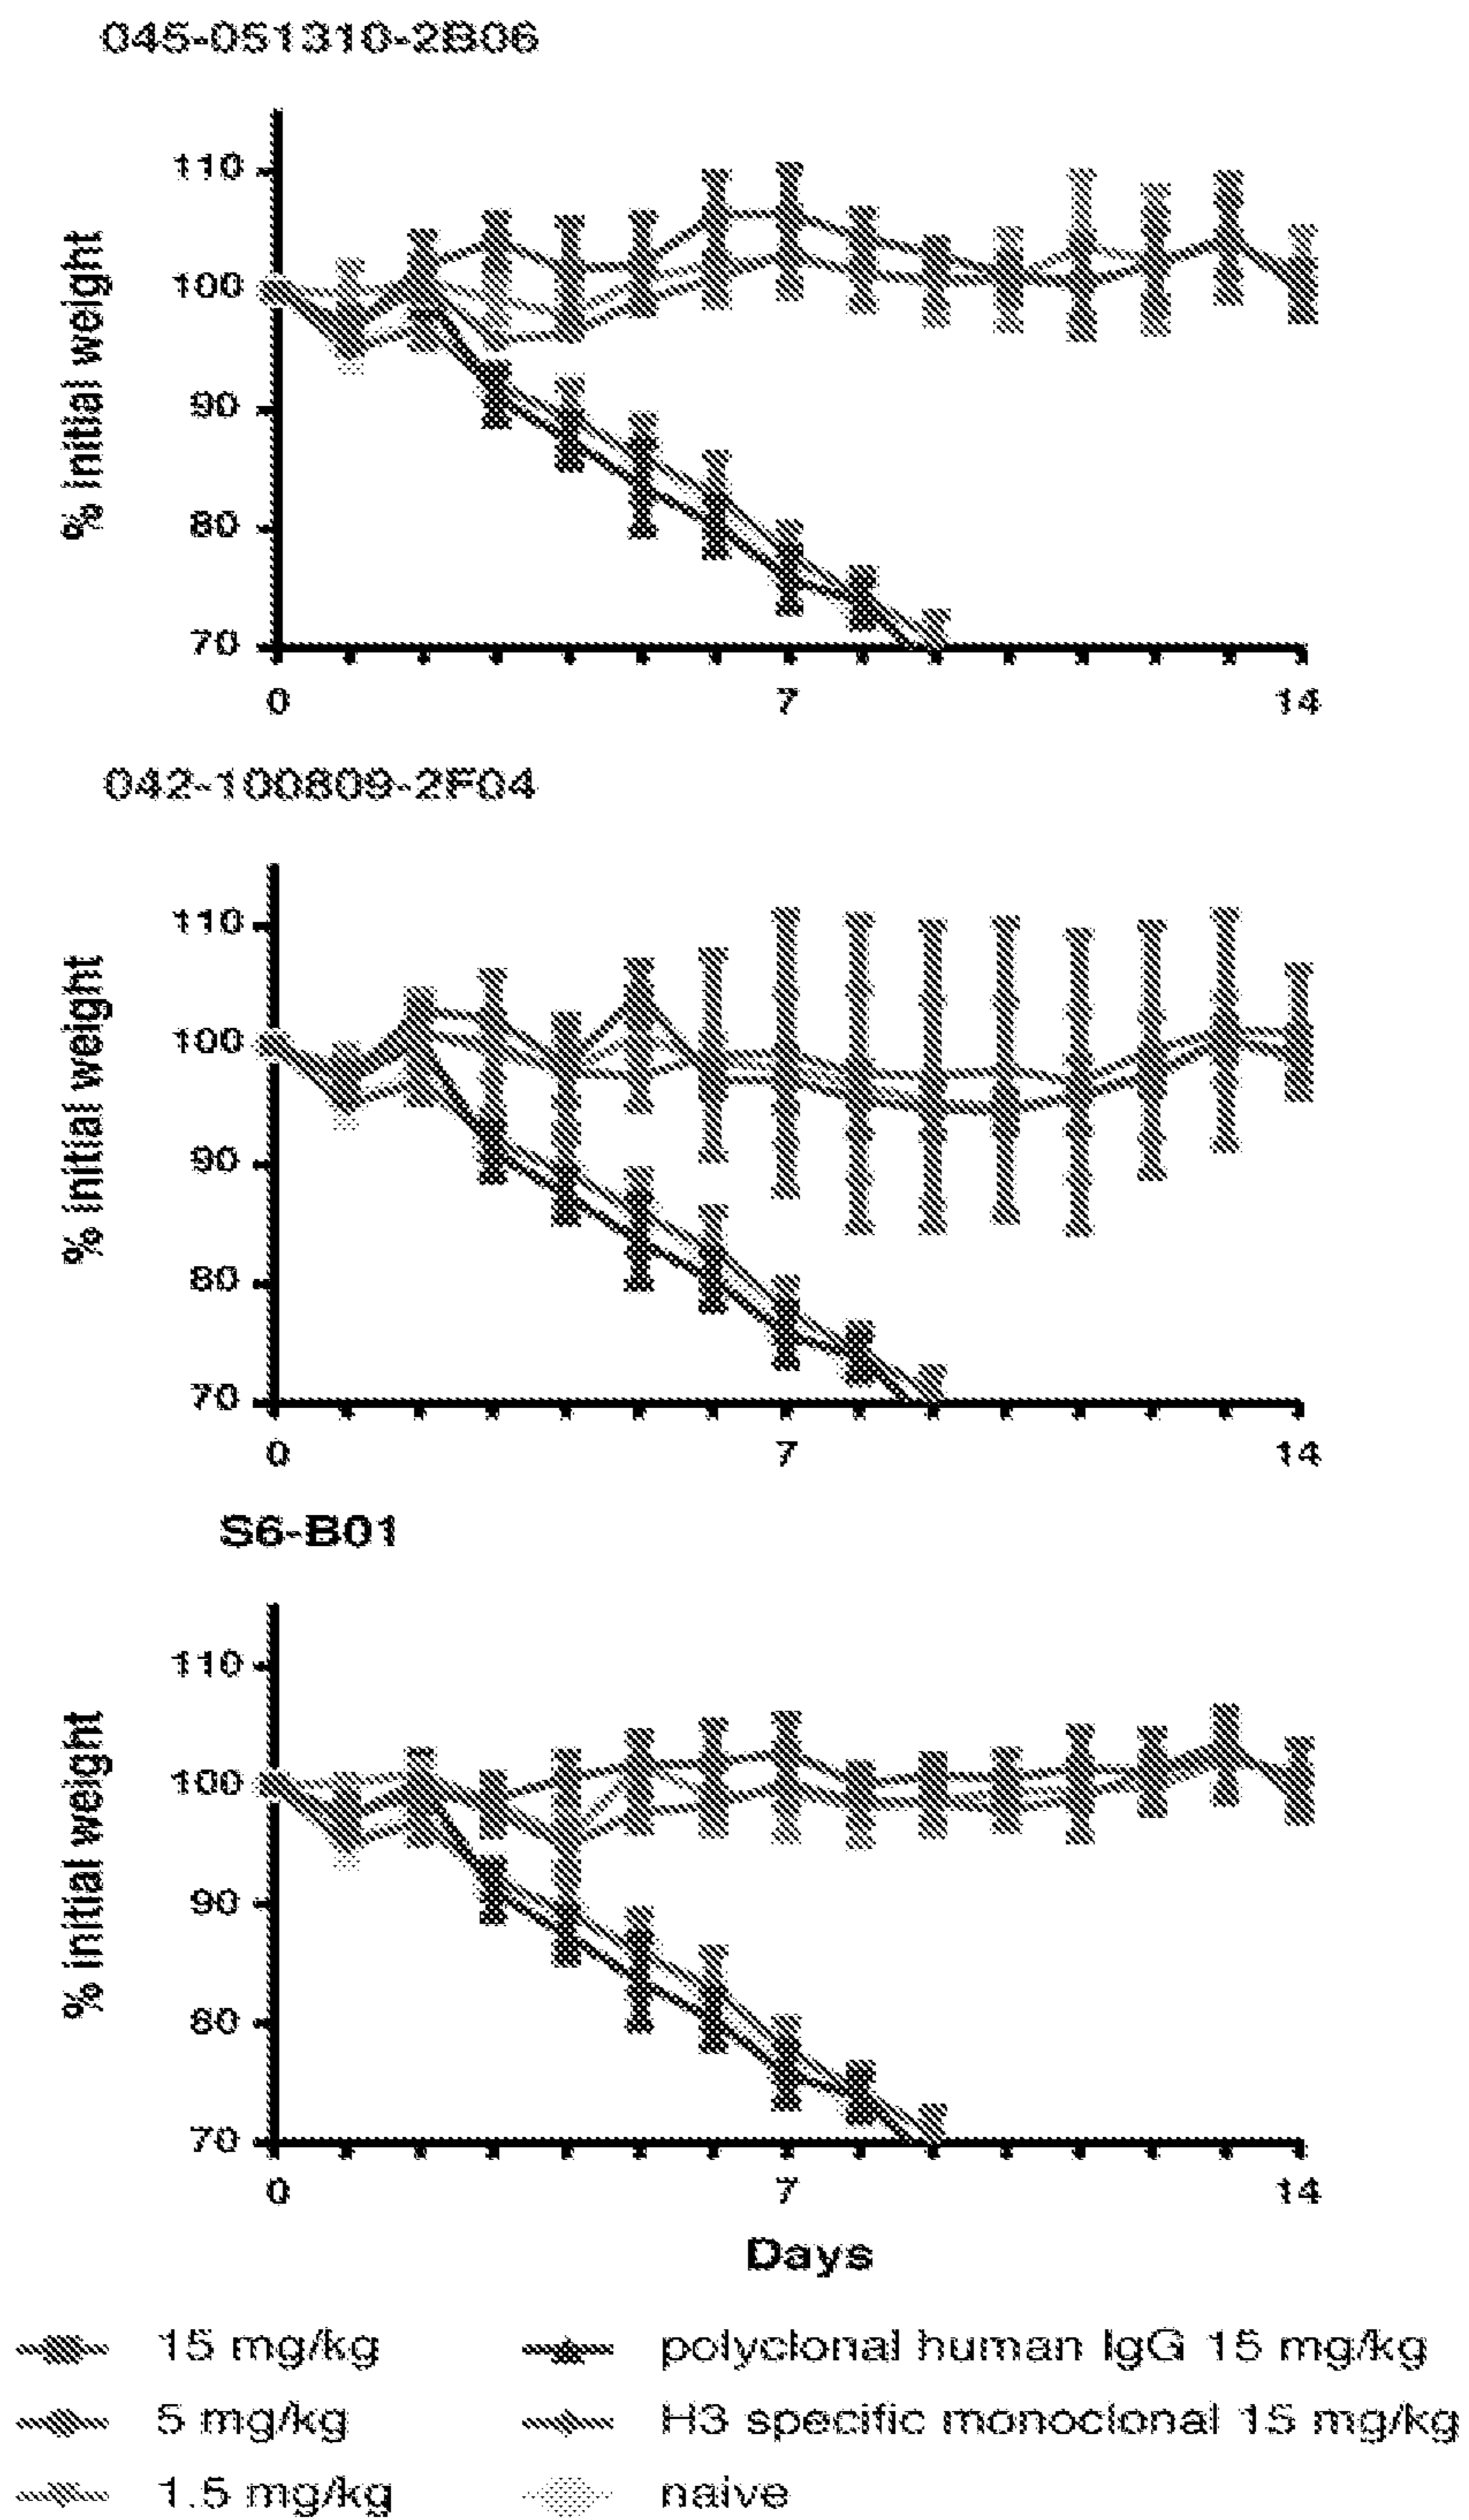 045-051310-2B06
110
100
90
80
70
% initial weight
0 7 14
042-100809-2F04
110
100
90
80
70
% initial weight
0 7 14
S6-B01
110
100
90
80
70
% initial weight
0 7 14
Days
15 mg/kg
5 mg/kg
1.5 mg/kg
polyclonal human IgG 15 mg/kg
H3 specific monoclonal 15 mg/kg
naive